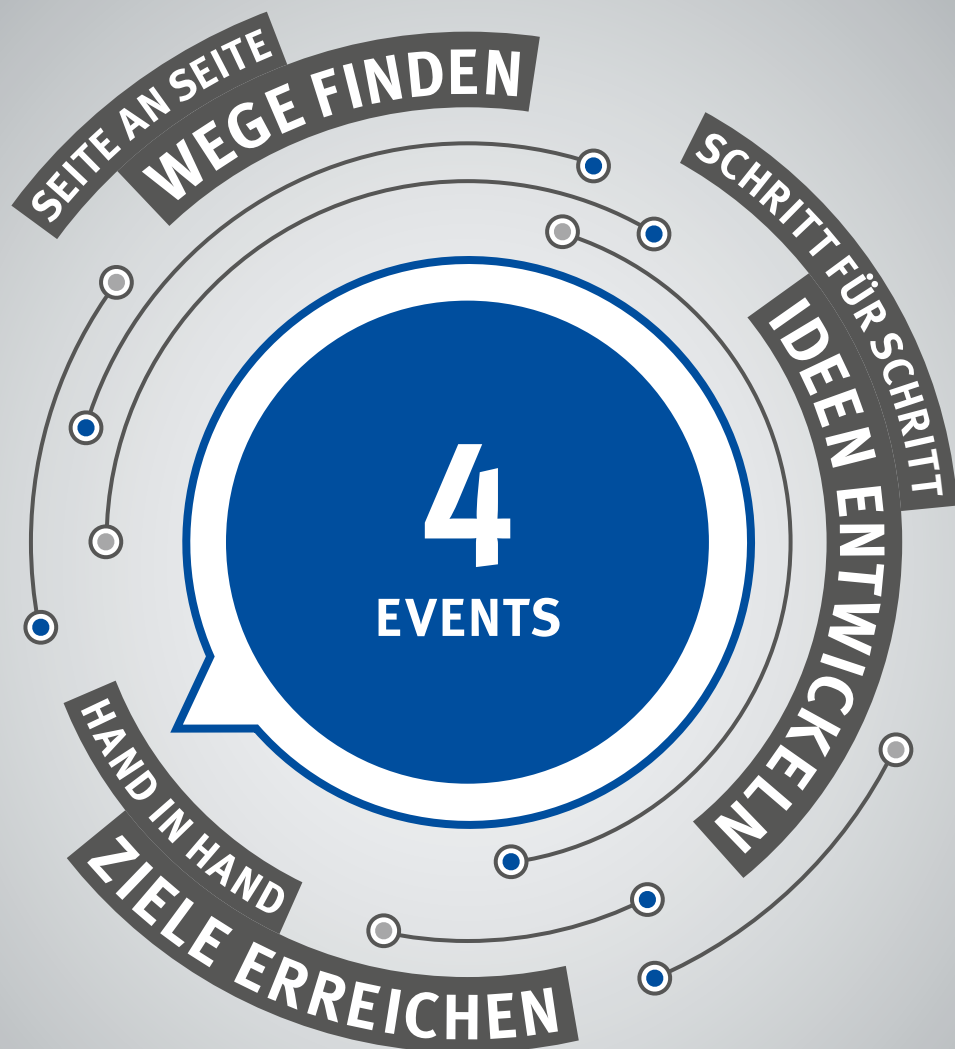 SEITE AN SEITE
WEGE FINDEN
SCHRITT FÜR SCHRITT
IDEEN ENTWICKELN
4
EVENTS
HAND IN HAND
ZIELE ERREICHEN